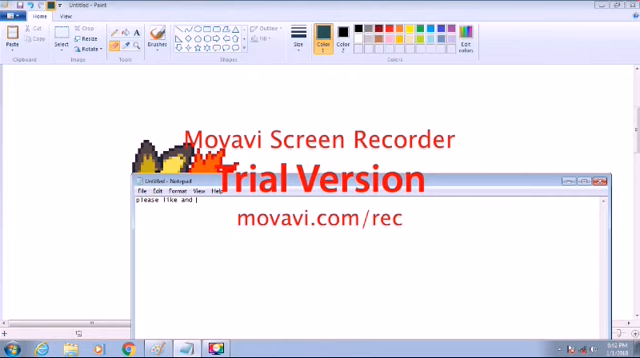 Untitled - Paint
Home View
Paste
Cut
Copy
Clipboard
Select
Crop
Resize
Rotate
Image
Tools
Brushes
Shapes
Outline
Fill
Size
Color 1
Color 2
Edit colors
Colors
Movavi Screen Recorder
Trial Version
movavi.com/rec
Untitled - Notepad
File Edit Format View Help
please like and